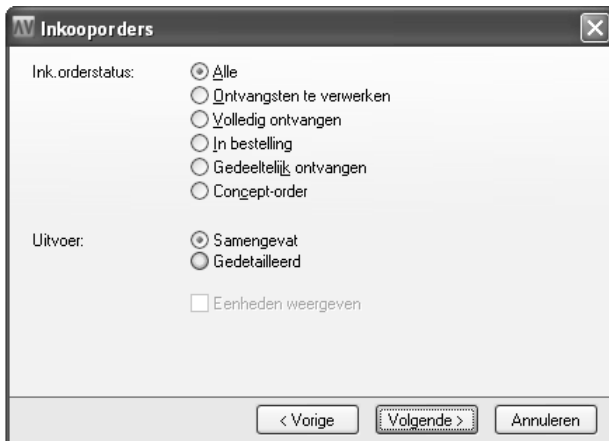 Inkooporders
Ink.orderstatus: Alle
Ontvangsten te verwerken
Volledig ontvangen
In bestelling
Gedeeltelijk ontvangen
Concept-order
Uitvoer: Samengevat
Gedetailleerd
Eenheden weergeven
< Vorige Volgende > Annuleren